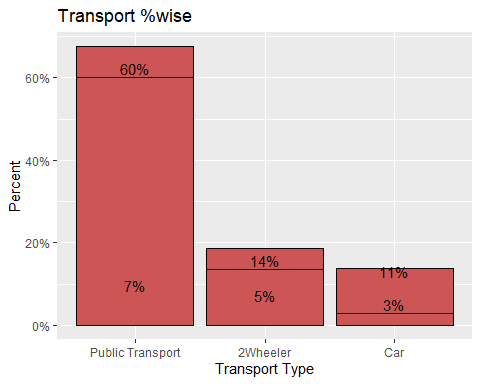 Transport %wise
60%
60%
40%
20%
0%
Percent
7%
14%
5%
11%
3%
Public Transport
2Wheeler
Car
Transport Type